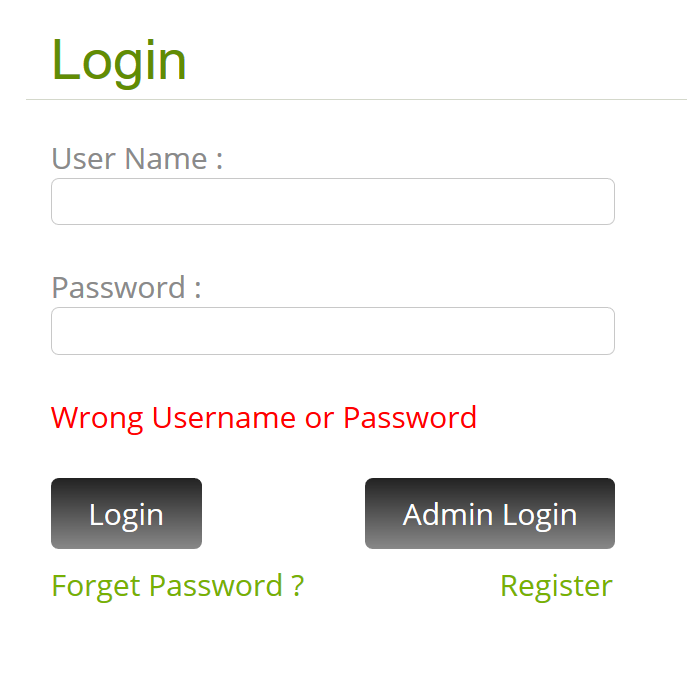 Login
User Name :
Password :
Wrong Username or Password
Login Admin Login
Forget Password ? Register